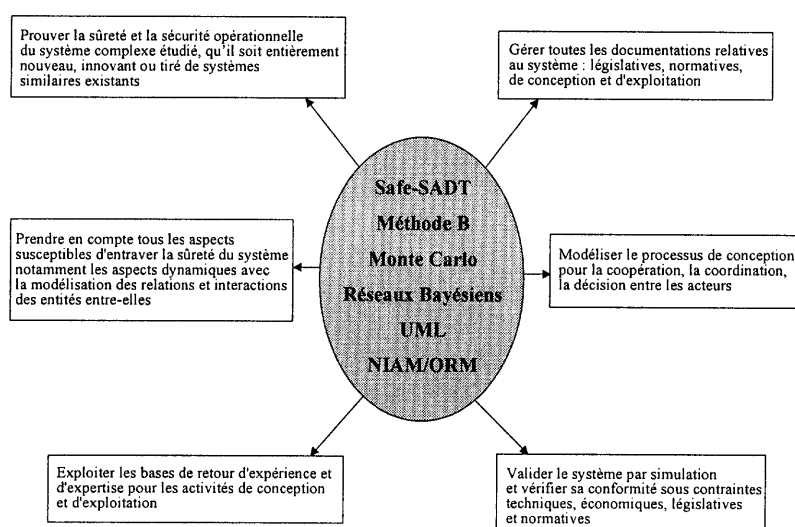 Prouver la sûreté et la sécurité opérationnelle
du système complexe étudié, qu'il soit entièrement
nouveau, innovant ou tiré de systèmes
similaires existants
Gérer toutes les documentations relatives
au système : législatives, normatives,
de conception et d'exploitation
Safe-SADT
Méthode B
Monte Carlo
Réseaux Bayésiens
UML
NIAM/ORM
Prendre en compte tous les aspects
susceptibles d'entraver la sûreté du système
notamment les aspects dynamiques avec
la modélisation des relations et interactions
des entités entre-elles
Modéliser le processus de conception
pour la coopération, la coordination,
la décision entre les acteurs
Exploiter les bases de retour d'expérience et
d'expertise pour les activités de conception
et d'exploitation
Valider le système par simulation
et vérifier sa conformité sous contraintes
techniques, économiques, législatives
et normatives